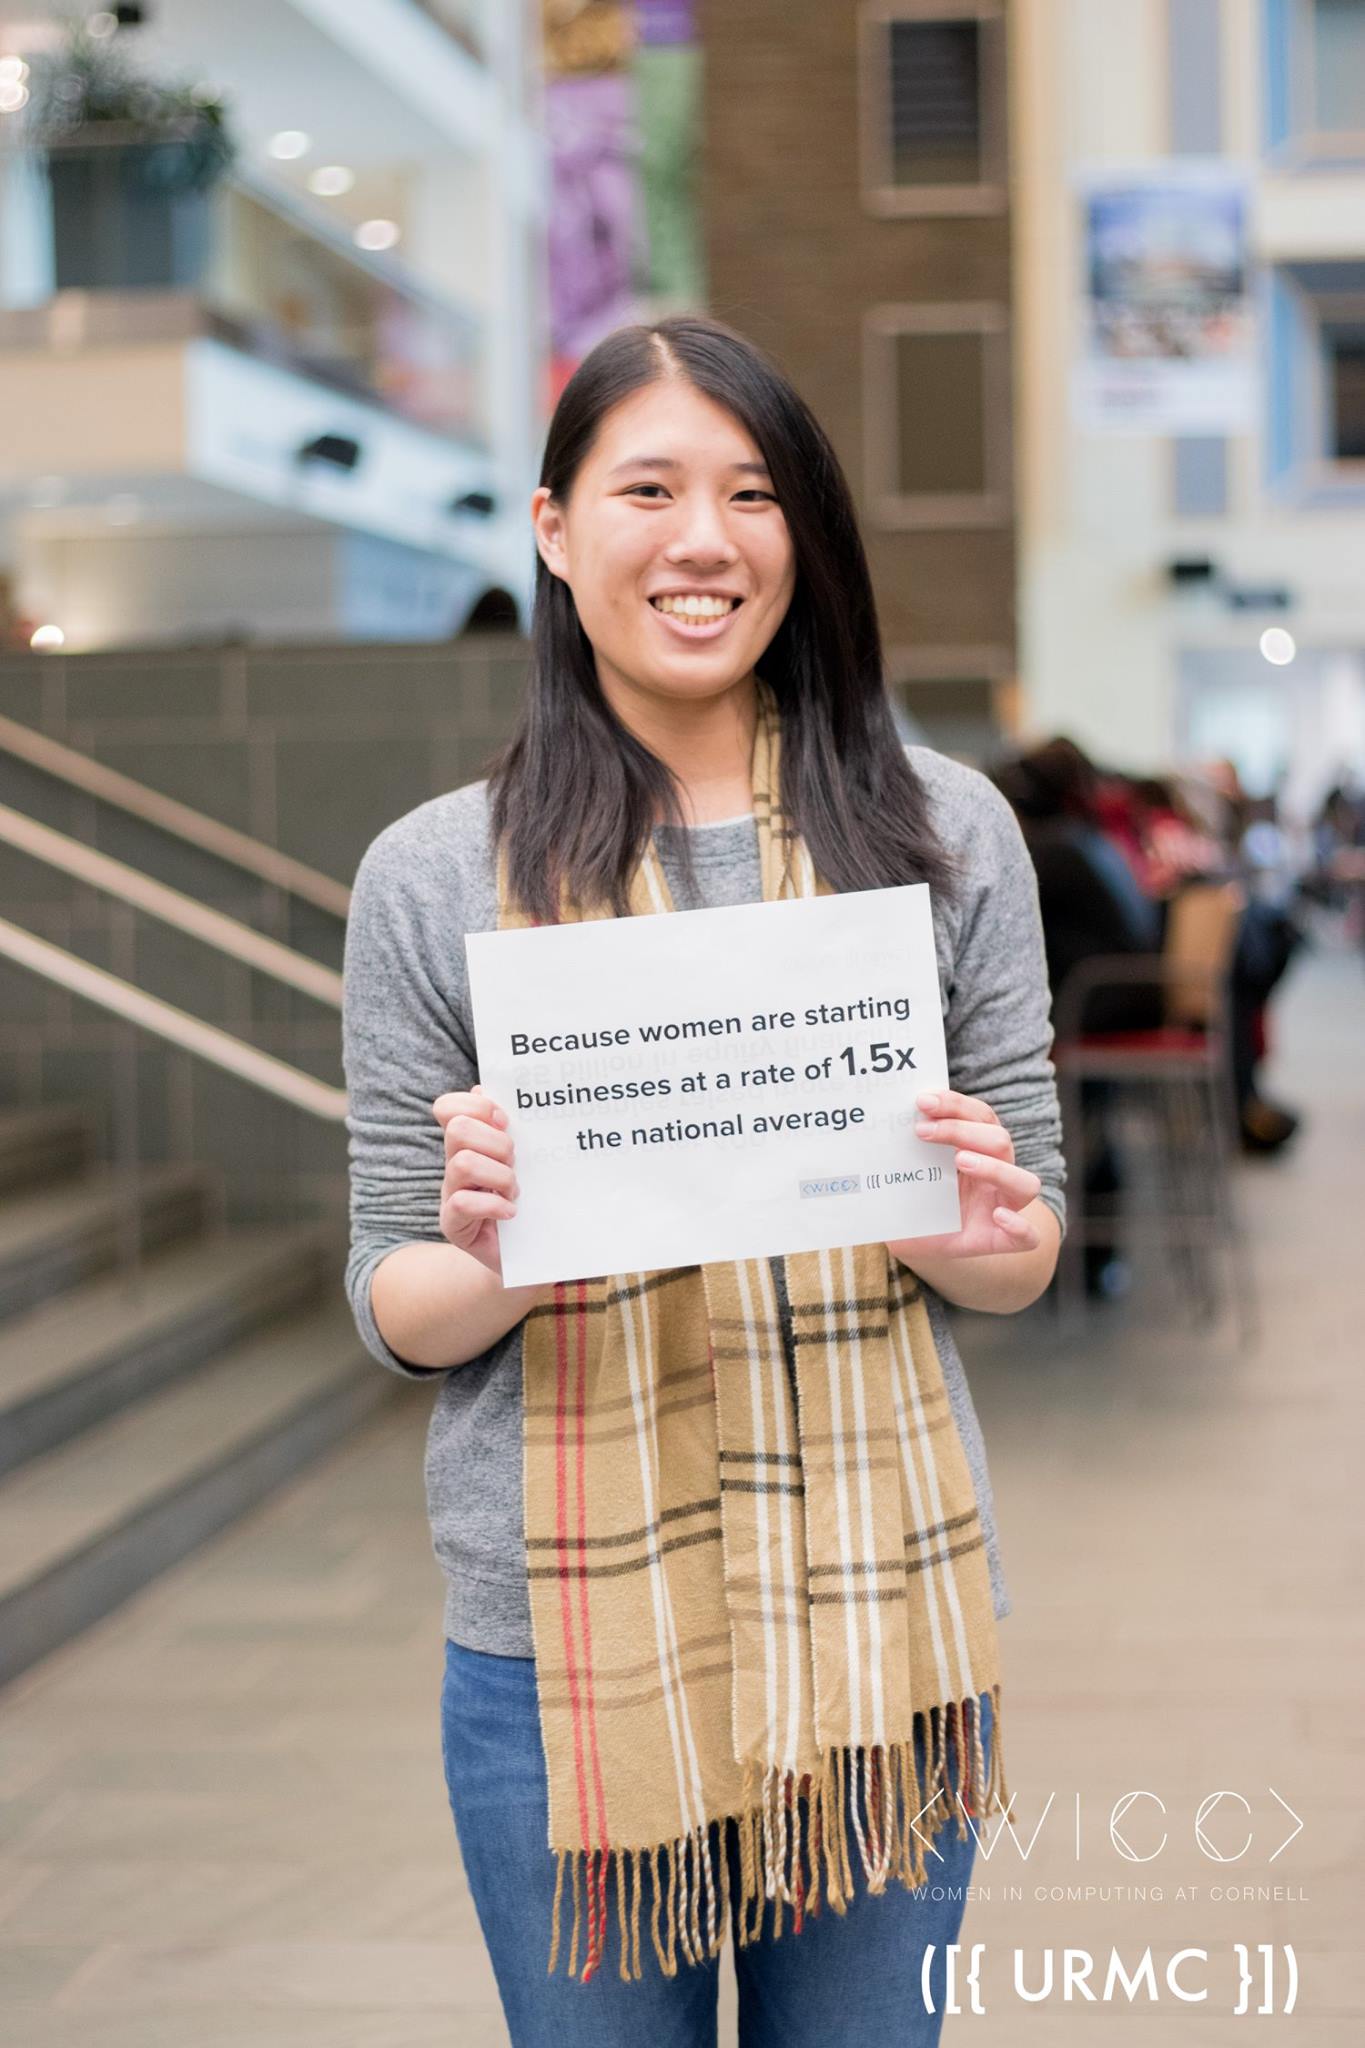 Because women are starting
businesses at a rate of 1.5x
the national average
<WICC> ([{ URMC }])
<WICC>
WOMEN IN COMPUTING AT CORNELL
([{ URMC }])